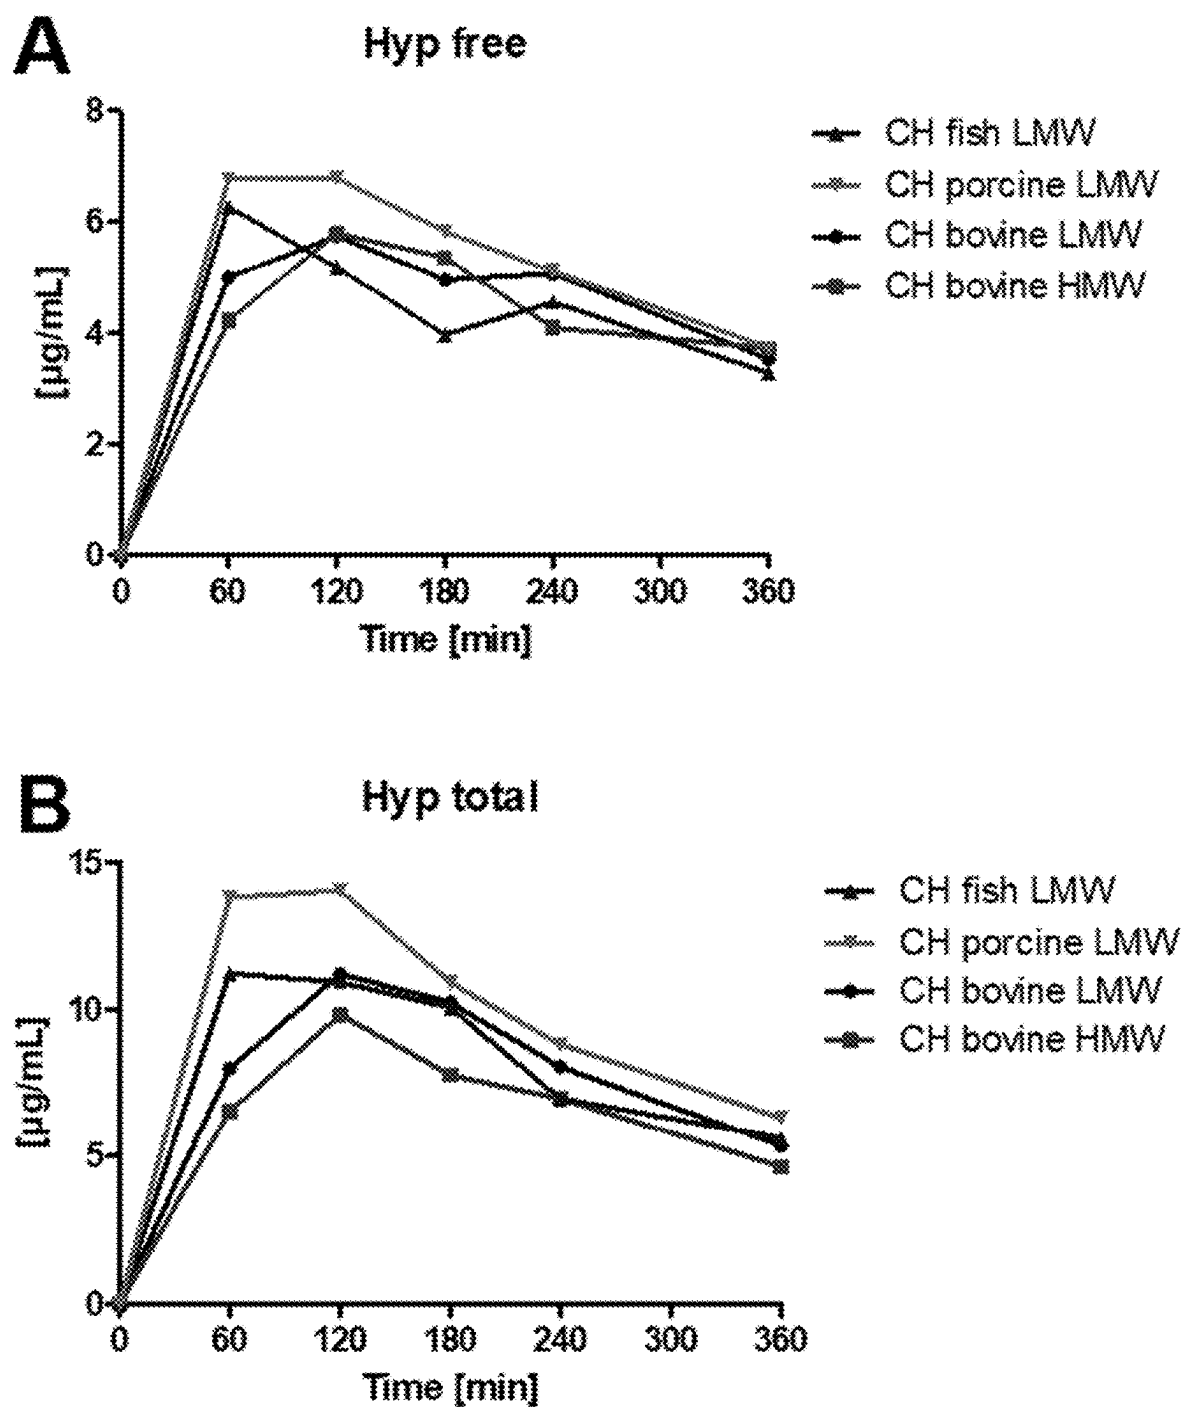 A
Hyp free
8
6
4
2
0
[µg/mL]
0 60 120 180 240 300 360
Time [min]
CH fish LMW
CH porcine LMW
CH bovine LMW
CH bovine HMW
B
Hyp total
15
10
5
0
[µg/mL]
0 60 120 180 240 300 360
Time [min]
CH fish LMW
CH porcine LMW
CH bovine LMW
CH bovine HMW